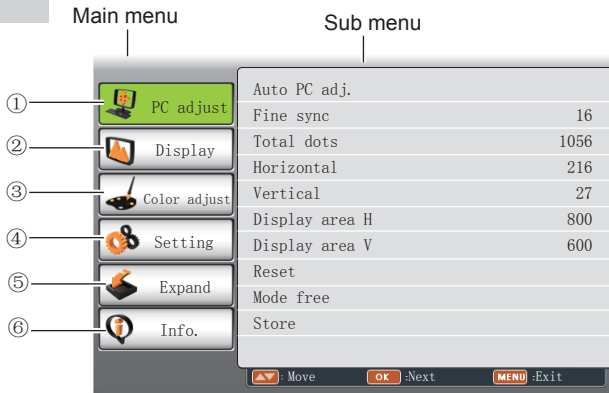 Main menu
Sub menu
① PC adjust
② Display
③ Color adjust
④ Setting
⑤ Expand
⑥ Info.
Auto PC adj.
Fine sync 16
Total dots 1056
Horizontal 216
Vertical 27
Display area H 800
Display area V 600
Reset
Mode free
Store
: Move OK :Next MENU :Exit